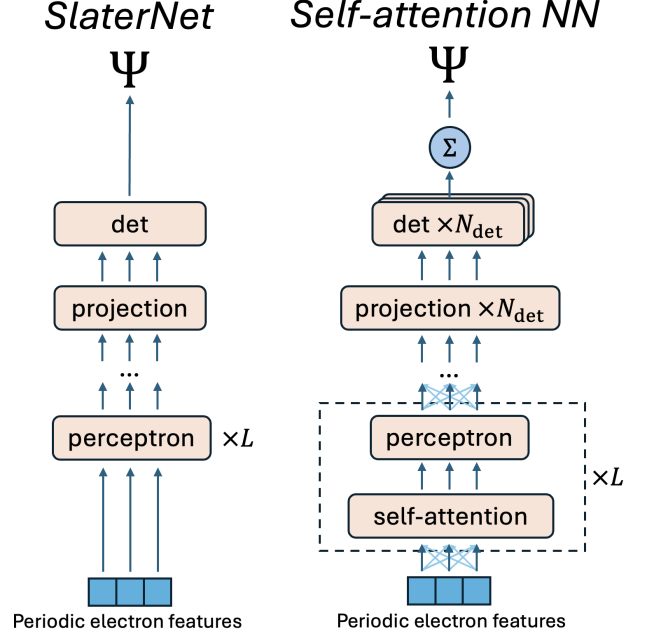 SlaterNet
Ψ
det
projection
...
perceptron ×L
Periodic electron features
Self-attention NN
Ψ
Σ
det ×N_det
projection ×N_det
...
perceptron
×L
self-attention
Periodic electron features